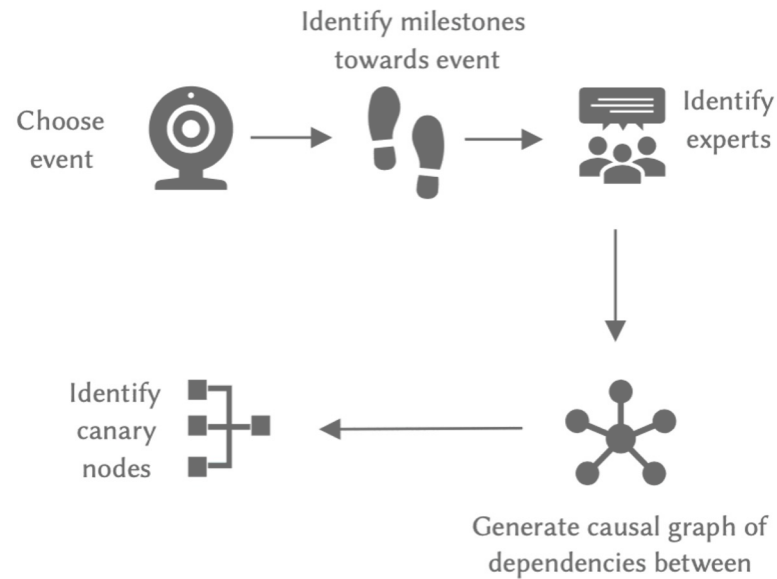 Identify milestones
towards event
Choose
event
Identify
experts
Identify
canary
nodes
Generate causal graph of
dependencies between